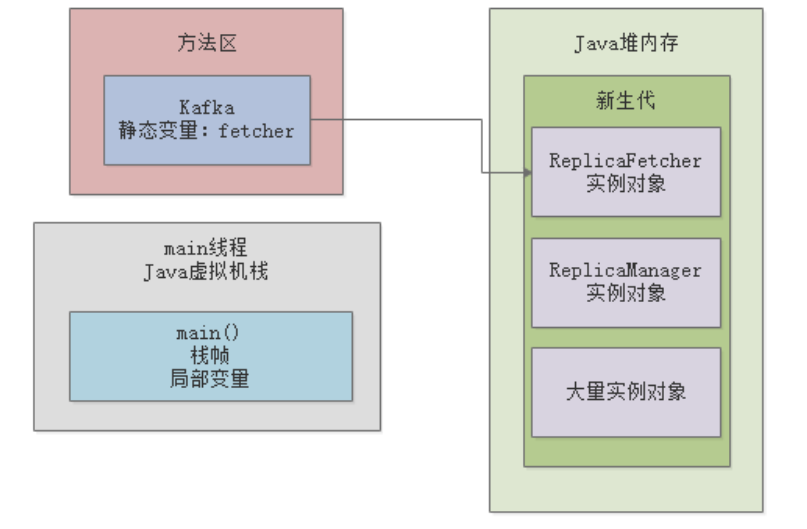 方法区
Kafka
静态变量：fetcher
main线程
Java虚拟机栈
main()
栈帧
局部变量
Java堆内存
新生代
ReplicaFetcher
实例对象
ReplicaManager
实例对象
大量实例对象